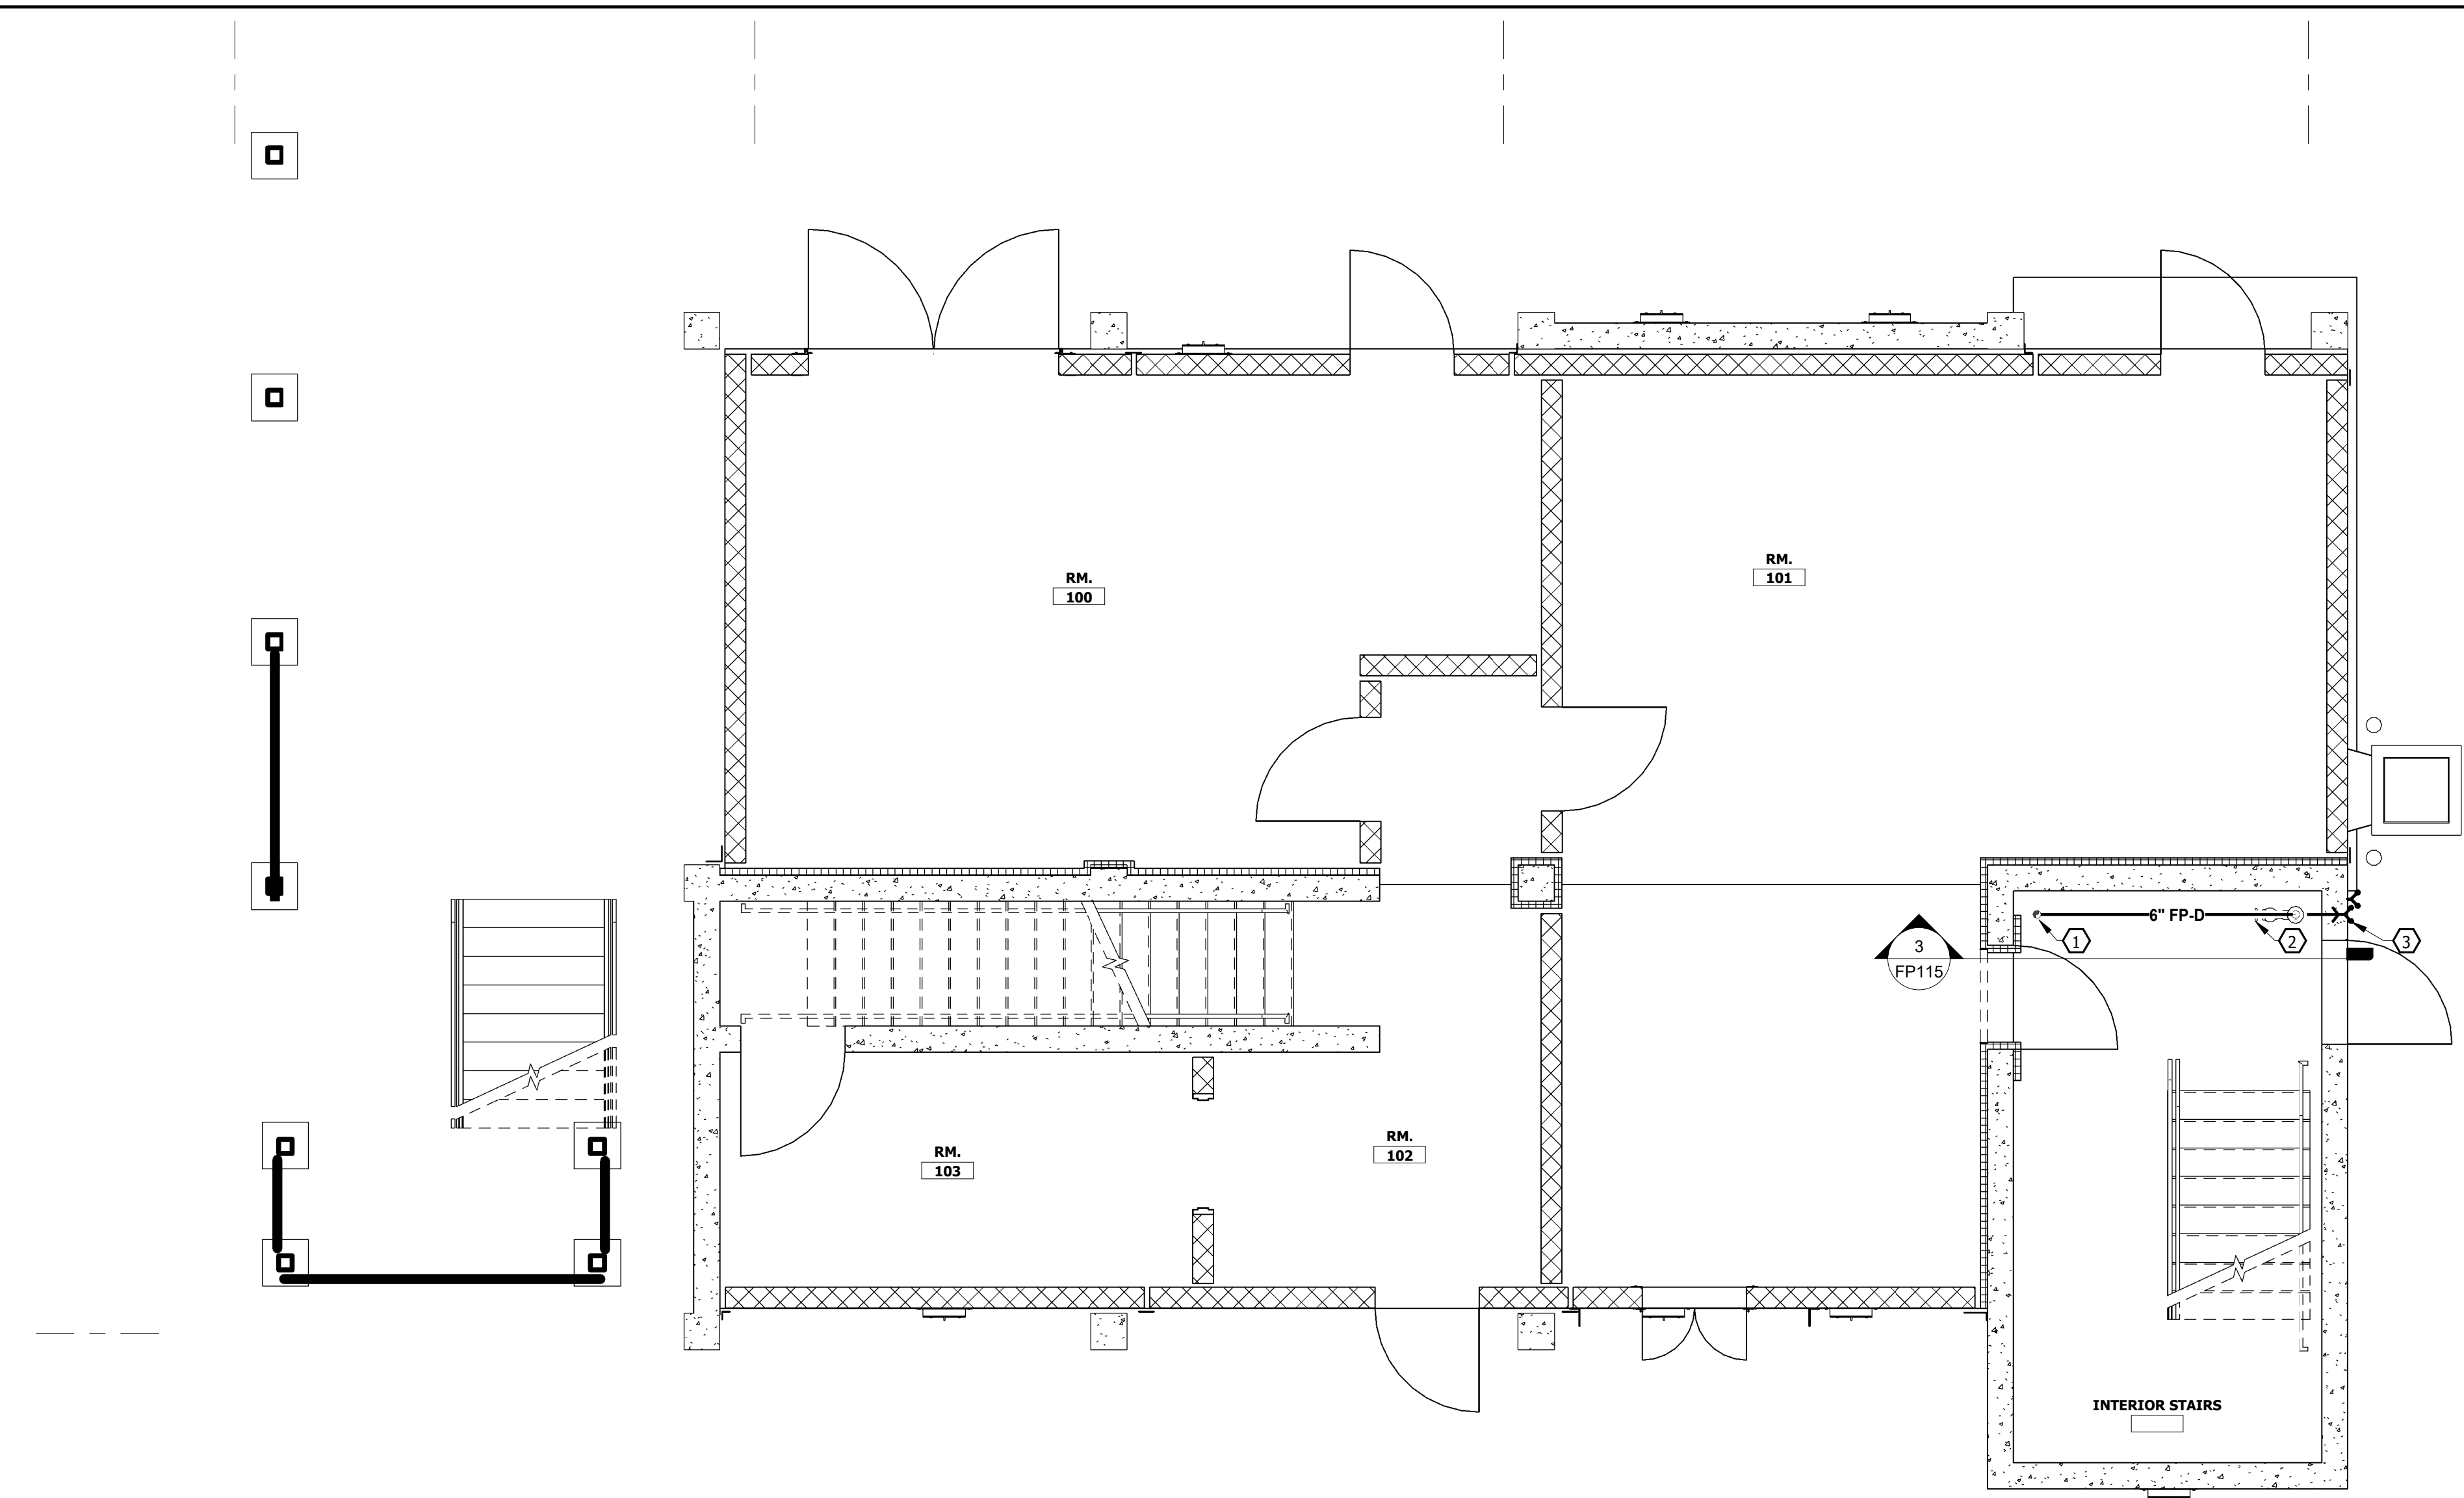 RM.
101
RM.
100
6" FP-D
1
2
3
3
FP115
RM.
102
RM.
103
INTERIOR STAIRS